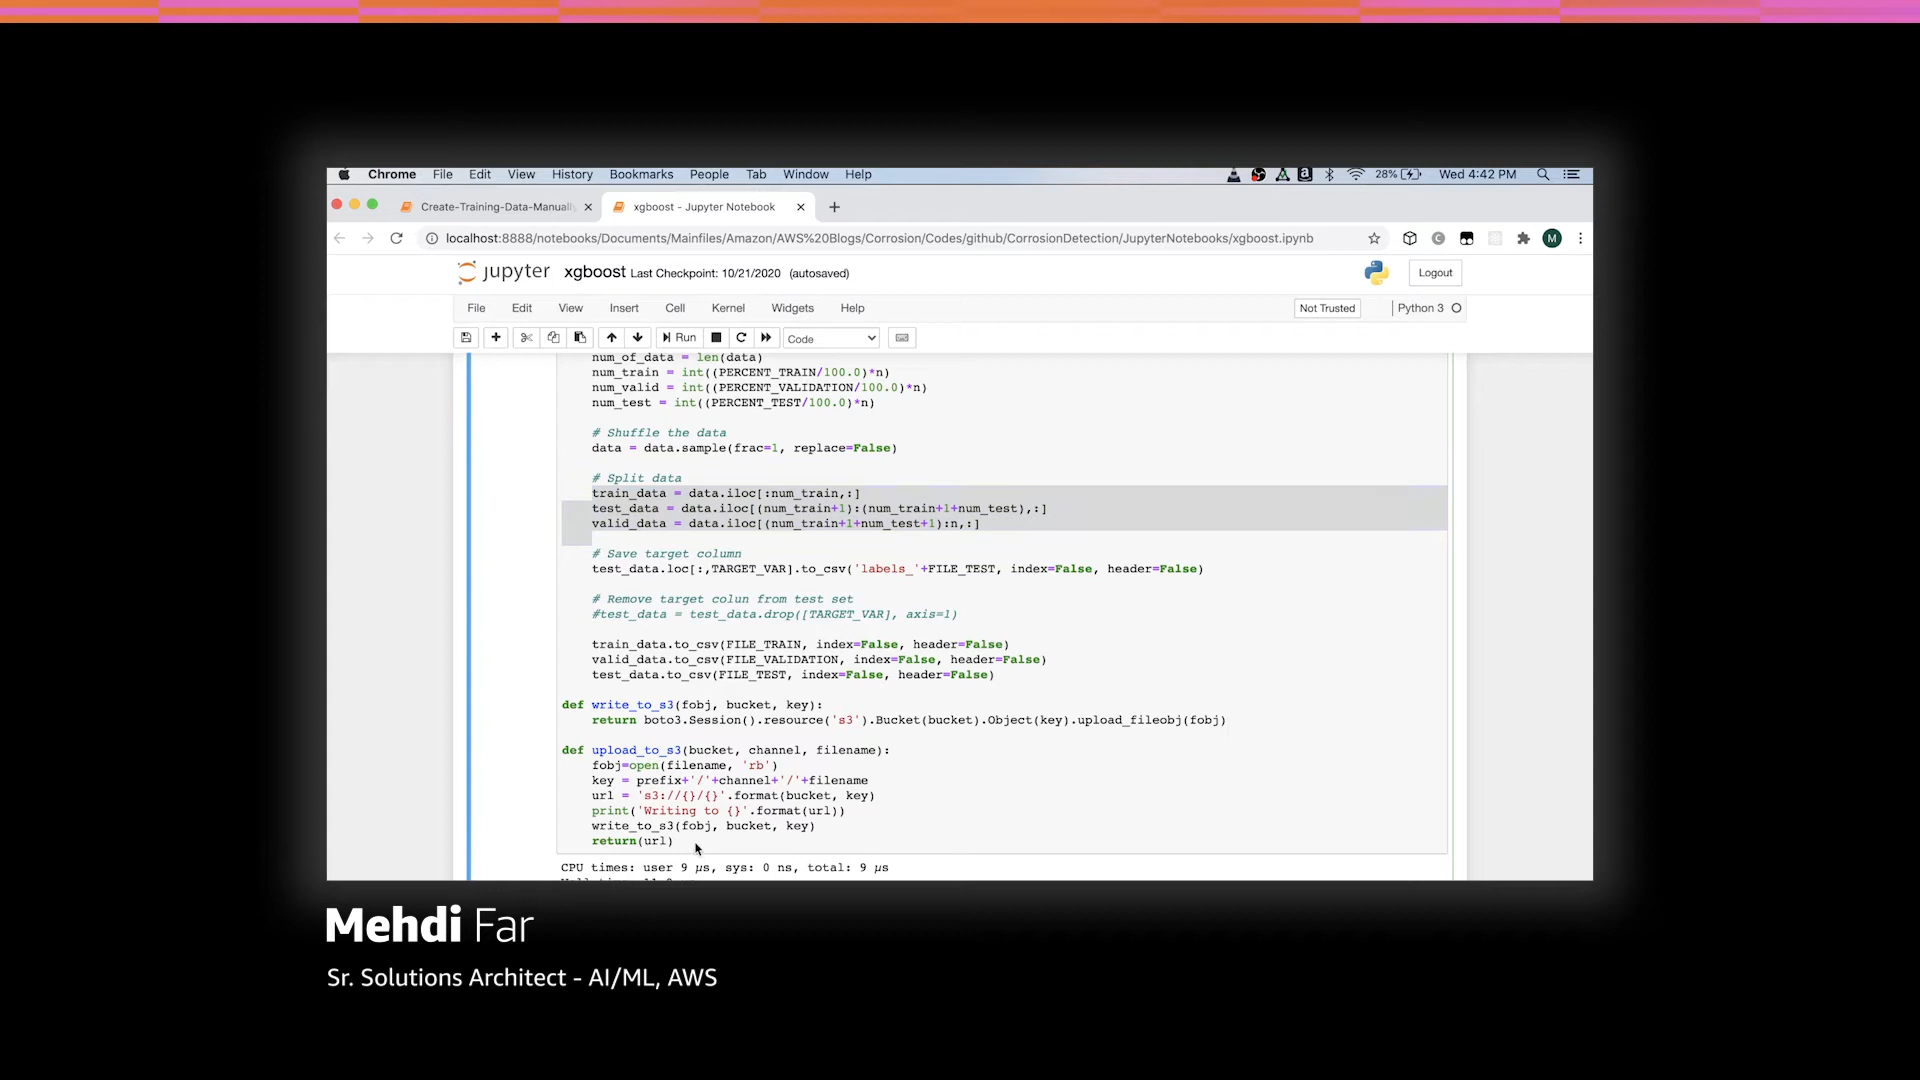 Chrome File Edit View History Bookmarks People Tab Window Help 28% Wed 4:42 PM
Create-Training-Data-Manuall xgboost - Jupyter Notebook
localhost:8888/notebooks/Documents/Mainfiles/Amazon/AWS%20Blogs/Corrosion/Codes/github/CorrosionDetection/JupyterNotebooks/xgboost.ipynb
jupyter xgboost Last Checkpoint: 10/21/2020 (autosaved) Logout
File Edit View Insert Cell Kernel Widgets Help Not Trusted Python 3
Run Code
num_of_data = len(data)
num_train = int((PERCENT_TRAIN/100.0)*n)
num_valid = int((PERCENT_VALIDATION/100.0)*n)
num_test = int((PERCENT_TEST/100.0)*n)
# Shuffle the data
data = data.sample(frac=1, replace=False)
# Split data
train_data = data.iloc[:num_train,:]
test_data = data.iloc[(num_train+1):(num_train+1+num_test),:]
valid_data = data.iloc[(num_train+1+num_test+1):n,:]
# Save target column
test_data.loc[:,TARGET_VAR].to_csv('labels_'+FILE_TEST, index=False, header=False)
# Remove target colun from test set
#test_data = test_data.drop([TARGET_VAR], axis=1)
train_data.to_csv(FILE_TRAIN, index=False, header=False)
valid_data.to_csv(FILE_VALIDATION, index=False, header=False)
test_data.to_csv(FILE_TEST, index=False, header=False)
def write_to_s3(fobj, bucket, key):
return boto3.Session().resource('s3').Bucket(bucket).Object(key).upload_fileobj(fobj)
def upload_to_s3(bucket, channel, filename):
fobj=open(filename, 'rb')
key = prefix+'/'+channel+'/'+filename
url = 's3://{}/{}'.format(bucket, key)
print('Writing to {}'.format(url))
write_to_s3(fobj, bucket, key)
return(url)
CPU times: user 9 µs, sys: 0 ns, total: 9 µs
Mehdi Far
Sr. Solutions Architect - AI/ML, AWS